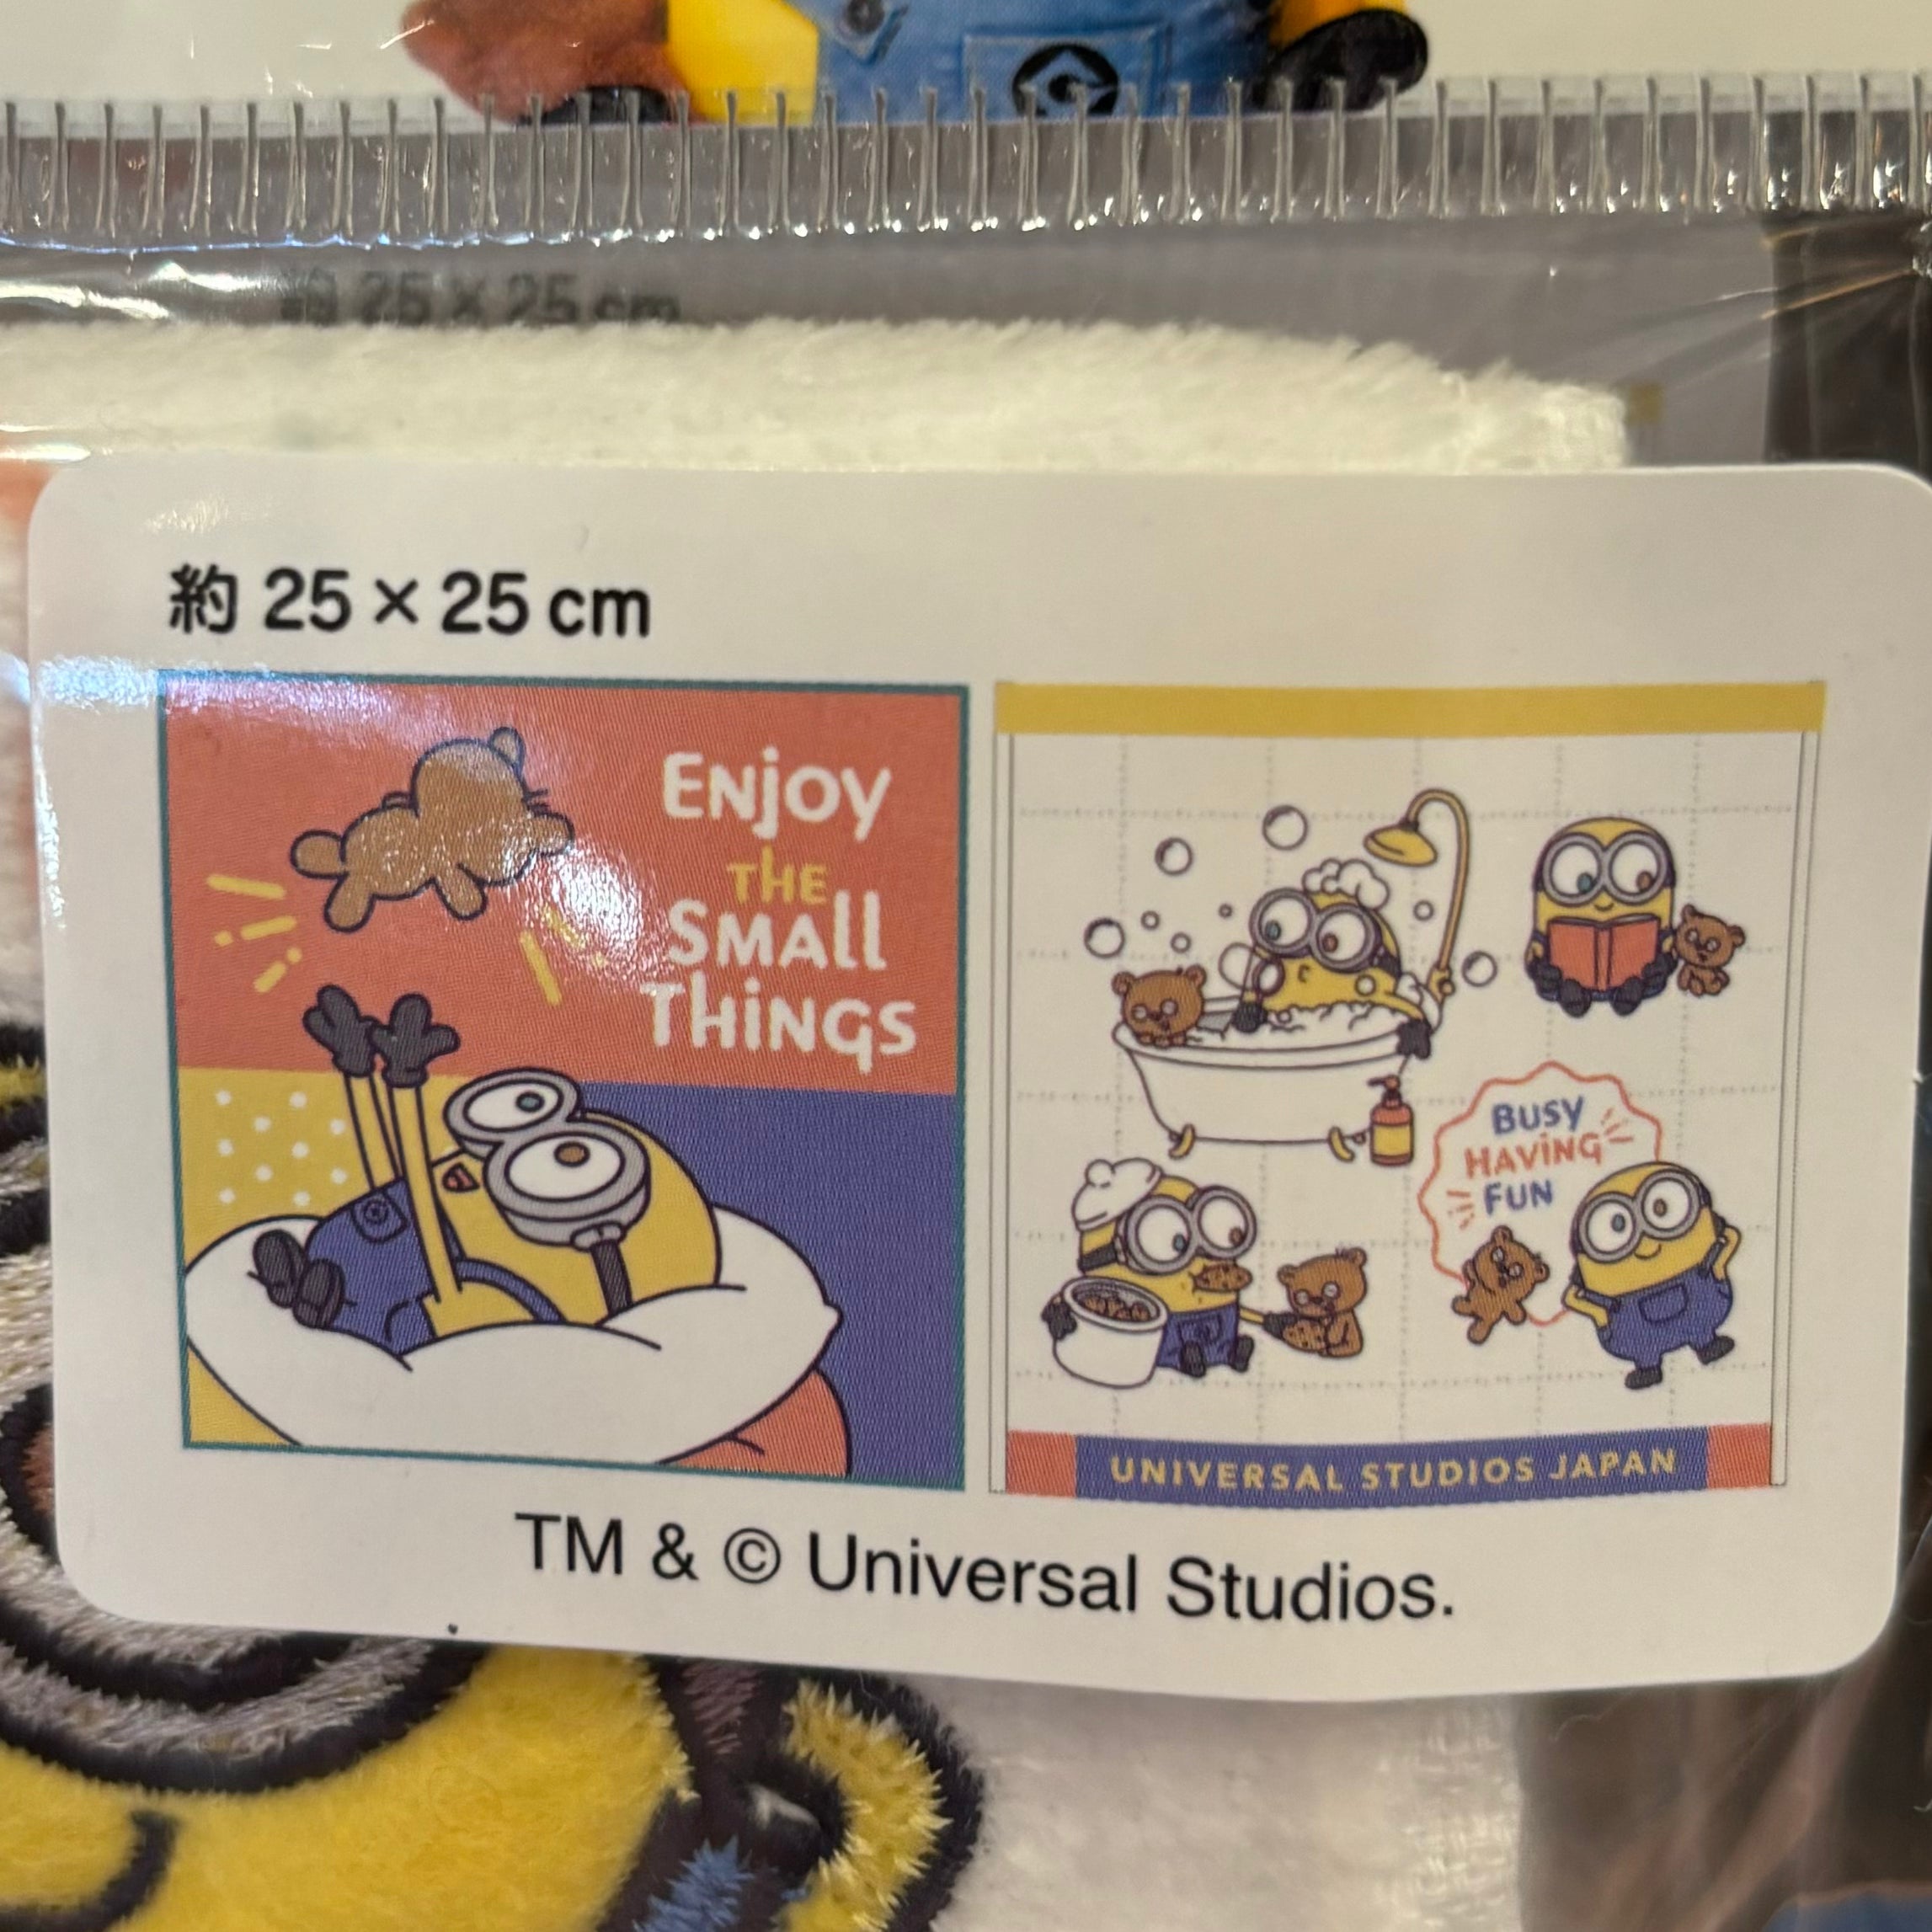 約 25 × 25 cm
約 25 × 25 cm
Enjoy
THE
SMAll
THiNGS
BUSY
HAViNG
FUN
UNIVERSAL STUDIOS JAPAN
TM & © Universal Studios.